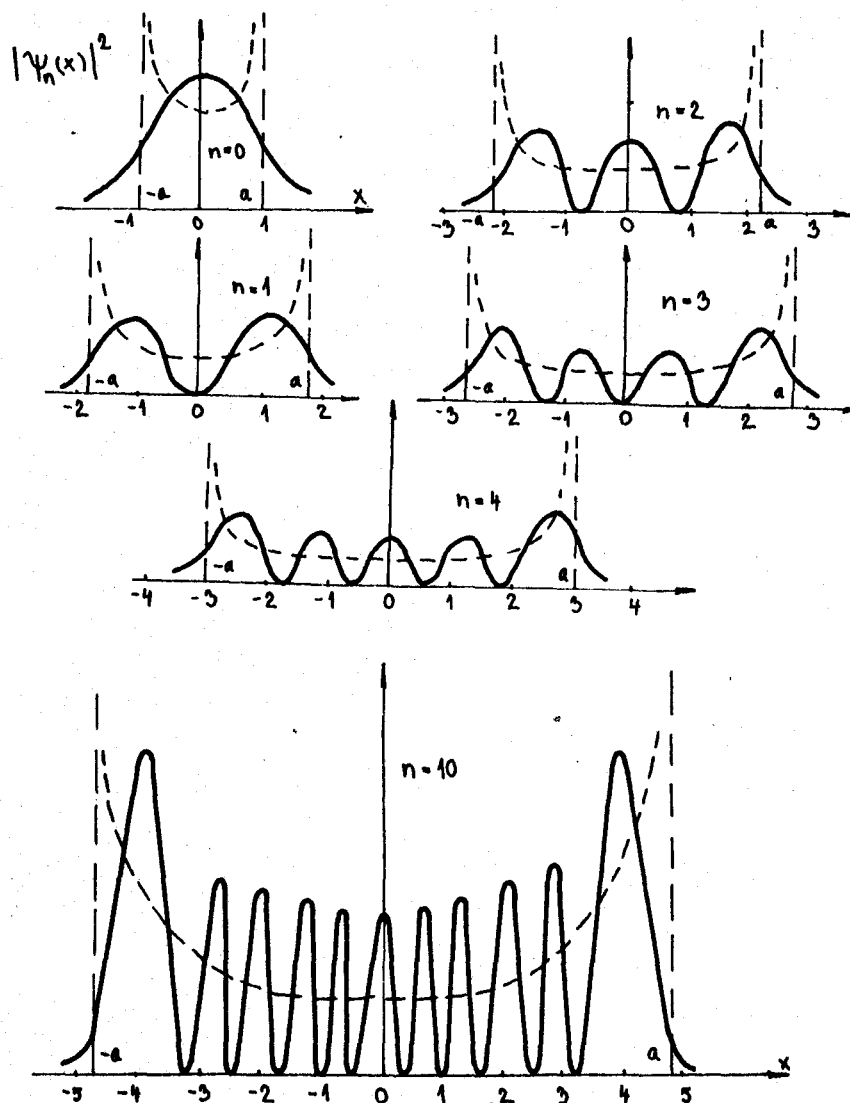 |Ψn(x)|²
n=0
-a a x
-1 0 1
n=2
-3 -a -2 -1 0 1 2 a 3
n=1
-a a
-2 -1 0 1 2
n=3
-a a
-3 -2 -1 0 1 2 3
n=4
-a a
-4 -3 -2 -1 0 1 2 3 4
n=10
-a a x
-5 -4 -3 -2 -1 0 1 2 3 4 5